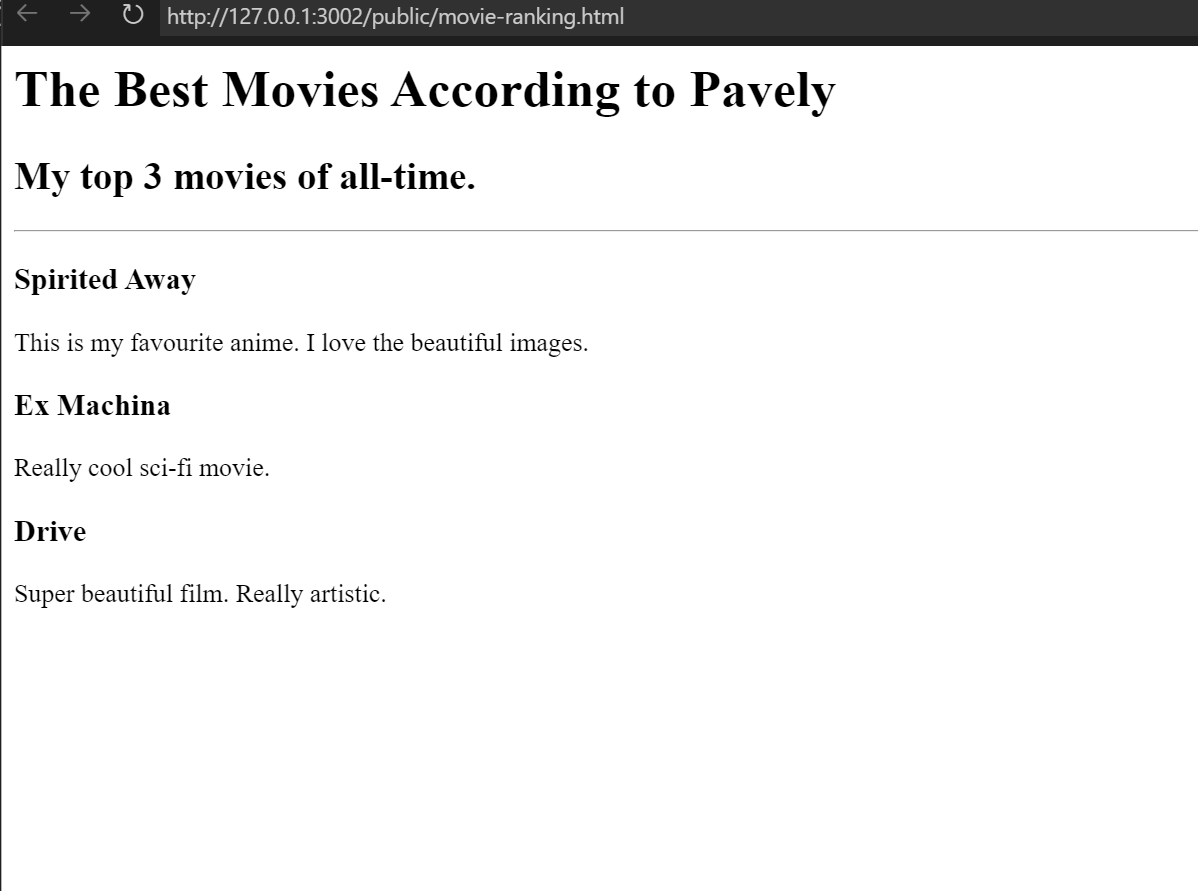 http://127.0.0.1:3002/public/movie-ranking.html
The Best Movies According to Pavely
My top 3 movies of all-time.
Spirited Away
This is my favourite anime. I love the beautiful images.
Ex Machina
Really cool sci-fi movie.
Drive
Super beautiful film. Really artistic.